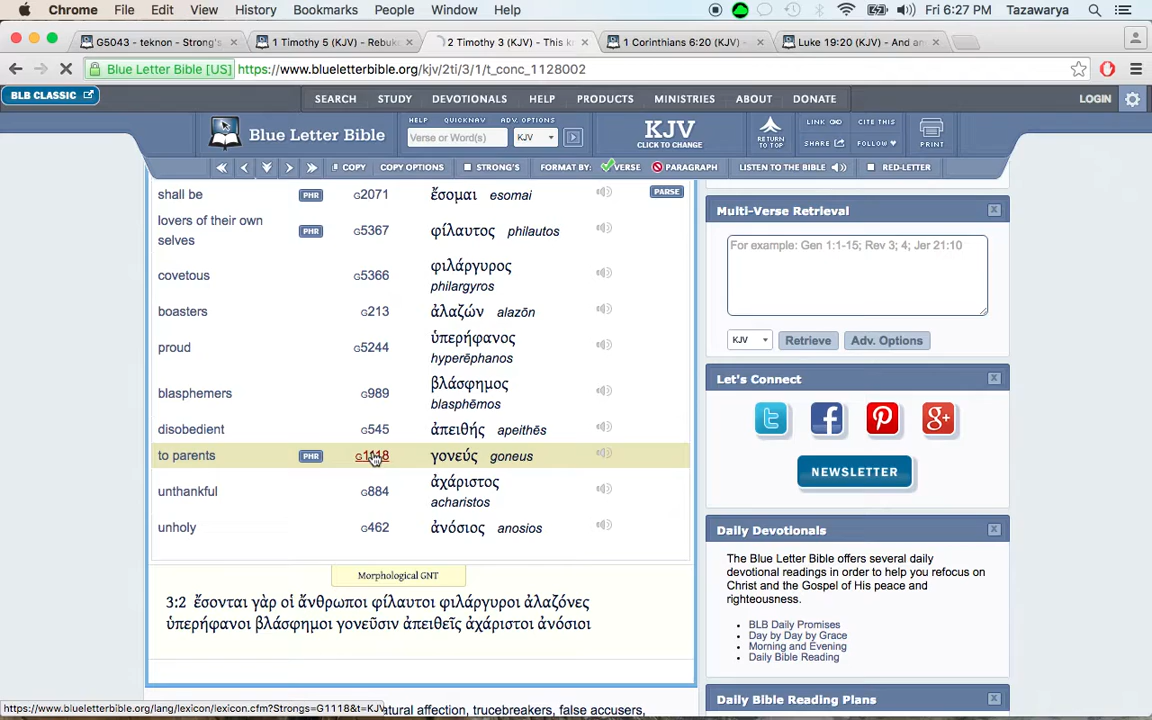 Chrome File Edit View History Bookmarks People Window Help Fri 6:27 PM Tazawarya
G5043 - teknon - Strong's 1 Timothy 5 (KJV) - Rebuk 2 Timothy 3 (KJV) - This k 1 Corinthians 6:20 (KJV) - Luke 19:20 (KJV) - And an
Blue Letter Bible [US] https://www.blueletterbible.org/kjv/2ti/3/1/t_conc_1128002
BLB CLASSIC SEARCH STUDY DEVOTIONALS HELP PRODUCTS MINISTRIES ABOUT DONATE LOGIN
HELP QUICKNAV ADV. OPTIONS
Blue Letter Bible Verse or Word(s) KJV
KJV
CLICK TO CHANGE
RETURN
TO TOP
LINK CITE THIS
SHARE FOLLOW
PRINT
COPY COPY OPTIONS STRONG'S FORMAT BY: VERSE PARAGRAPH LISTEN TO THE BIBLE RED-LETTER
shall be PHR G2071 ἔσομαι esomai PARSE
lovers of their own
selves PHR G5367 φίλαυτος philautos
covetous G5366 φιλάργυρος
philargyros
boasters G213 ἀλαζών alazōn
proud G5244 ὑπερήφανος
hyperēphanos
blasphemers G989 βλάσφημος
blasphēmos
disobedient G545 ἀπειθής apeithēs
to parents PHR G1118 γονεύς goneus
unthankful G884 ἀχάριστος
acharistos
unholy G462 ἀνόσιος anosios
Morphological GNT
3:2 ἔσονται γὰρ οἱ ἄνθρωποι φίλαυτοι φιλάργυροι ἀλαζόνες
ὑπερήφανοι βλάσφημοι γονεῦσιν ἀπειθεῖς ἀχάριστοι ἀνόσιοι
https://www.blueletterbible.org/lang/lexicon/lexicon.cfm?Strongs=G1118&t=KJV
atural affection, trucebreakers, false accusers,
Multi-Verse Retrieval
For example: Gen 1:1-15; Rev 3; 4; Jer 21:10
KJV Retrieve Adv. Options
Let's Connect
NEWSLETTER
Daily Devotionals
The Blue Letter Bible offers several daily
devotional readings in order to help you refocus on
Christ and the Gospel of His peace and
righteousness.
BLB Daily Promises
Day by Day by Grace
Morning and Evening
Daily Bible Reading
Daily Bible Reading Plans